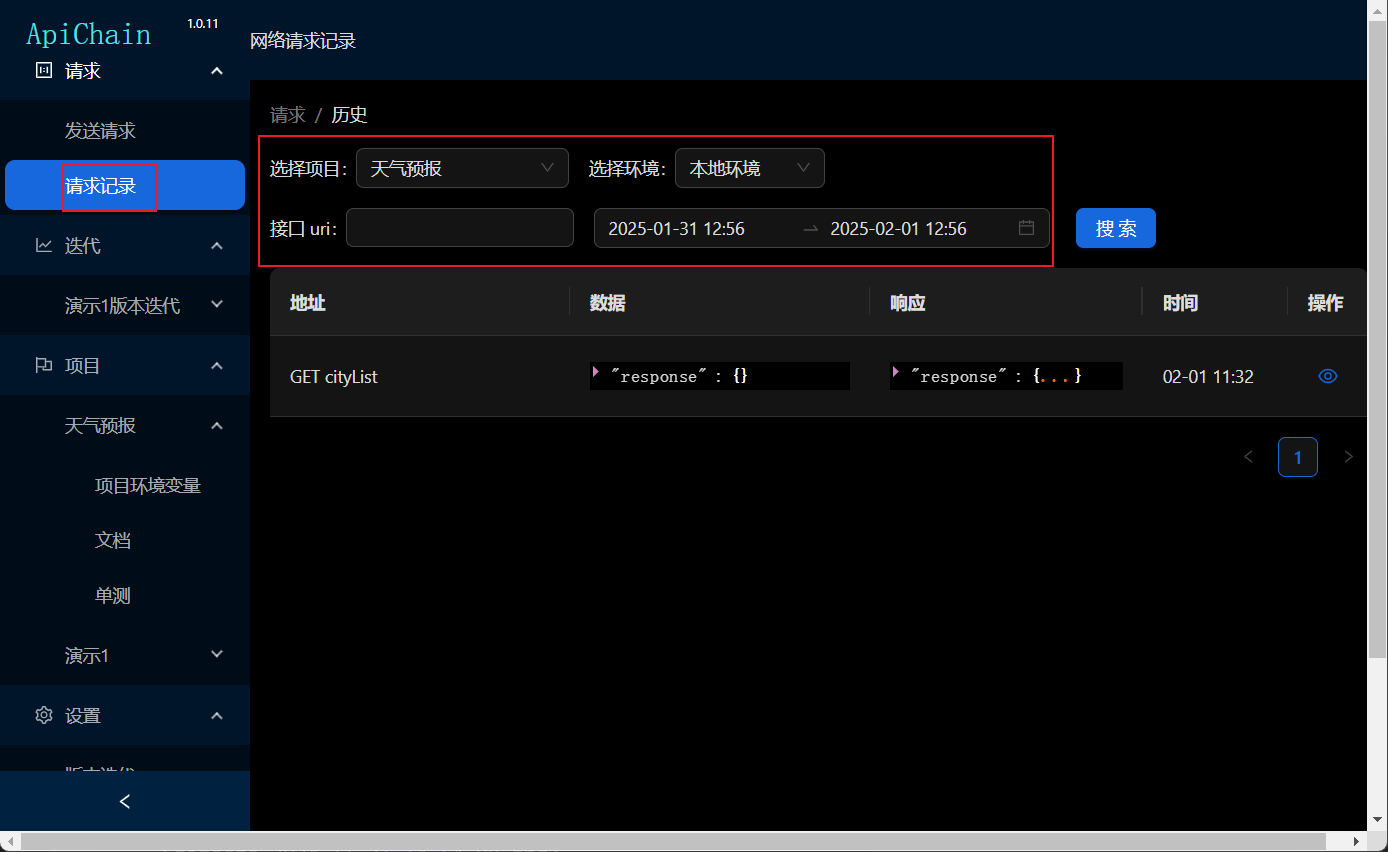 ApiChain 1.0.11
请求
发送请求
请求记录
迭代
演示1版本迭代
项目
天气预报
项目环境变量
文档
单测
演示1
设置
版本迭代
网络请求记录
请求 / 历史
选择项目: 天气预报 选择环境: 本地环境
接口 uri: 2025-01-31 12:56 → 2025-02-01 12:56 搜 索
地址 数据 响应 时间 操作
GET cityList "response" : {} "response" : {...} 02-01 11:32
1